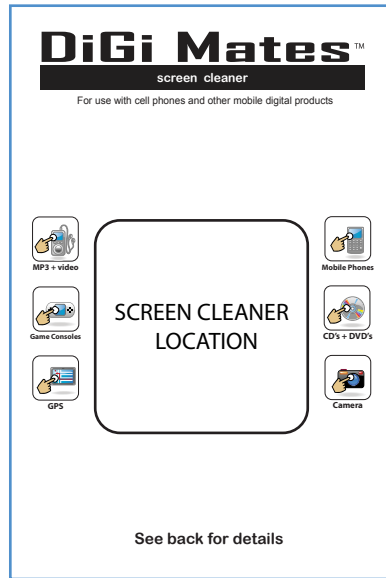 DiGi Mates™
screen cleaner
For use with cell phones and other mobile digital products
MP3 + video
Game Consoles
GPS
SCREEN CLEANER
LOCATION
Mobile Phones
CD's + DVD's
Camera
See back for details